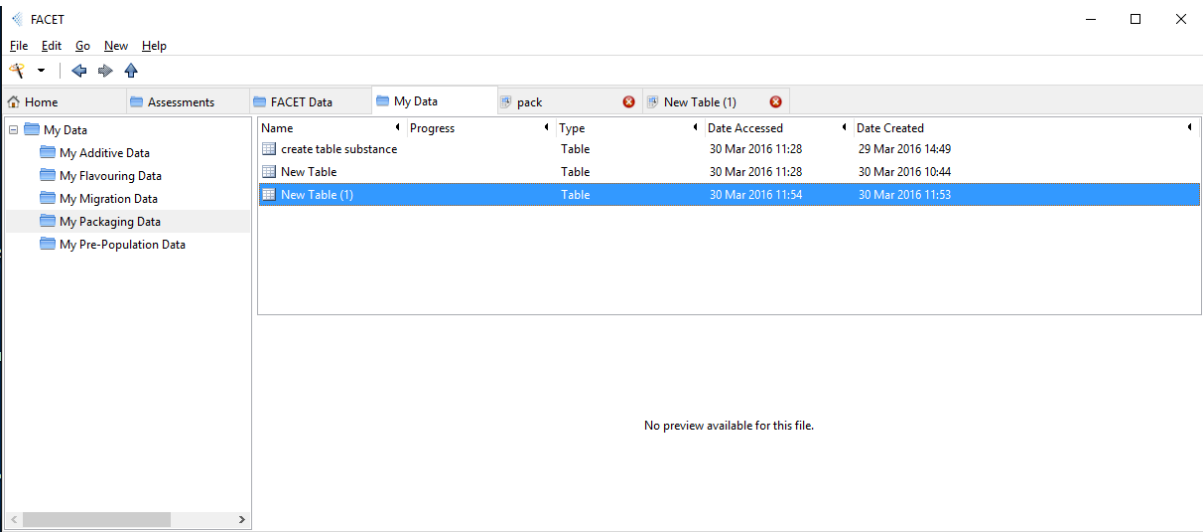 FACET
File Edit Go New Help
Home Assessments FACET Data My Data pack New Table (1)
My Data
My Additive Data
My Flavouring Data
My Migration Data
My Packaging Data
My Pre-Population Data
Name Progress Type Date Accessed Date Created
create table substance Table 30 Mar 2016 11:28 29 Mar 2016 14:49
New Table Table 30 Mar 2016 11:28 30 Mar 2016 10:44
New Table (1) Table 30 Mar 2016 11:54 30 Mar 2016 11:53
No preview available for this file.